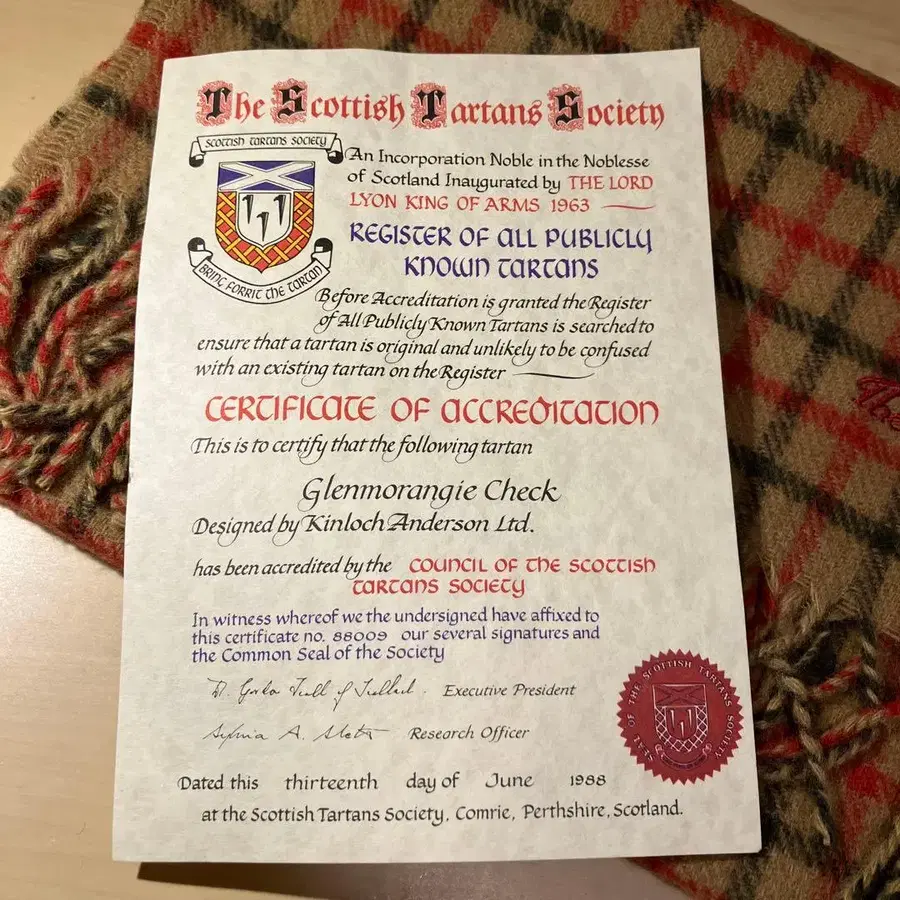 The Scottish Tartans Society
SCOTTISH TARTANS SOCIETY
An Incorporation Noble in the Noblesse
of Scotland Inaugurated by THE LORD
LYON KING OF ARMS 1963
REGISTER OF ALL PUBLICLY
KNOWN TARTANS
BRING FORRIT THE TARTAN
Before Accreditation is granted the Register
of All Publicly Known Tartans is searched to
ensure that a tartan is original and unlikely to be confused
with an existing tartan on the Register
CERTIFICATE OF ACCREDITATION
This is to certify that the following tartan
Glenmorangie Check
Designed by Kinloch Anderson Ltd.
has been accredited by the COUNCIL OF THE SCOTTISH
TARTANS SOCIETY
In witness whereof we the undersigned have affixed to
this certificate no. 88009 our several signatures and
the Common Seal of the Society
Executive President
Sylvia A. Research Officer
SEAL OF THE SCOTTISH TARTANS SOCIETY
Dated this thirteenth day of June 1988
at the Scottish Tartans Society, Comrie, Perthshire, Scotland.